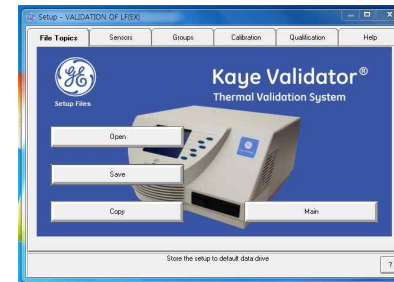 Setup - VALIDATION OF LF(EX)
File Topics Sensors Groups Calibration Qualification Help
Kaye Validator®
Thermal Validation System
Setup Files
Open
Save
Copy Main
Store the setup to default data drive
?